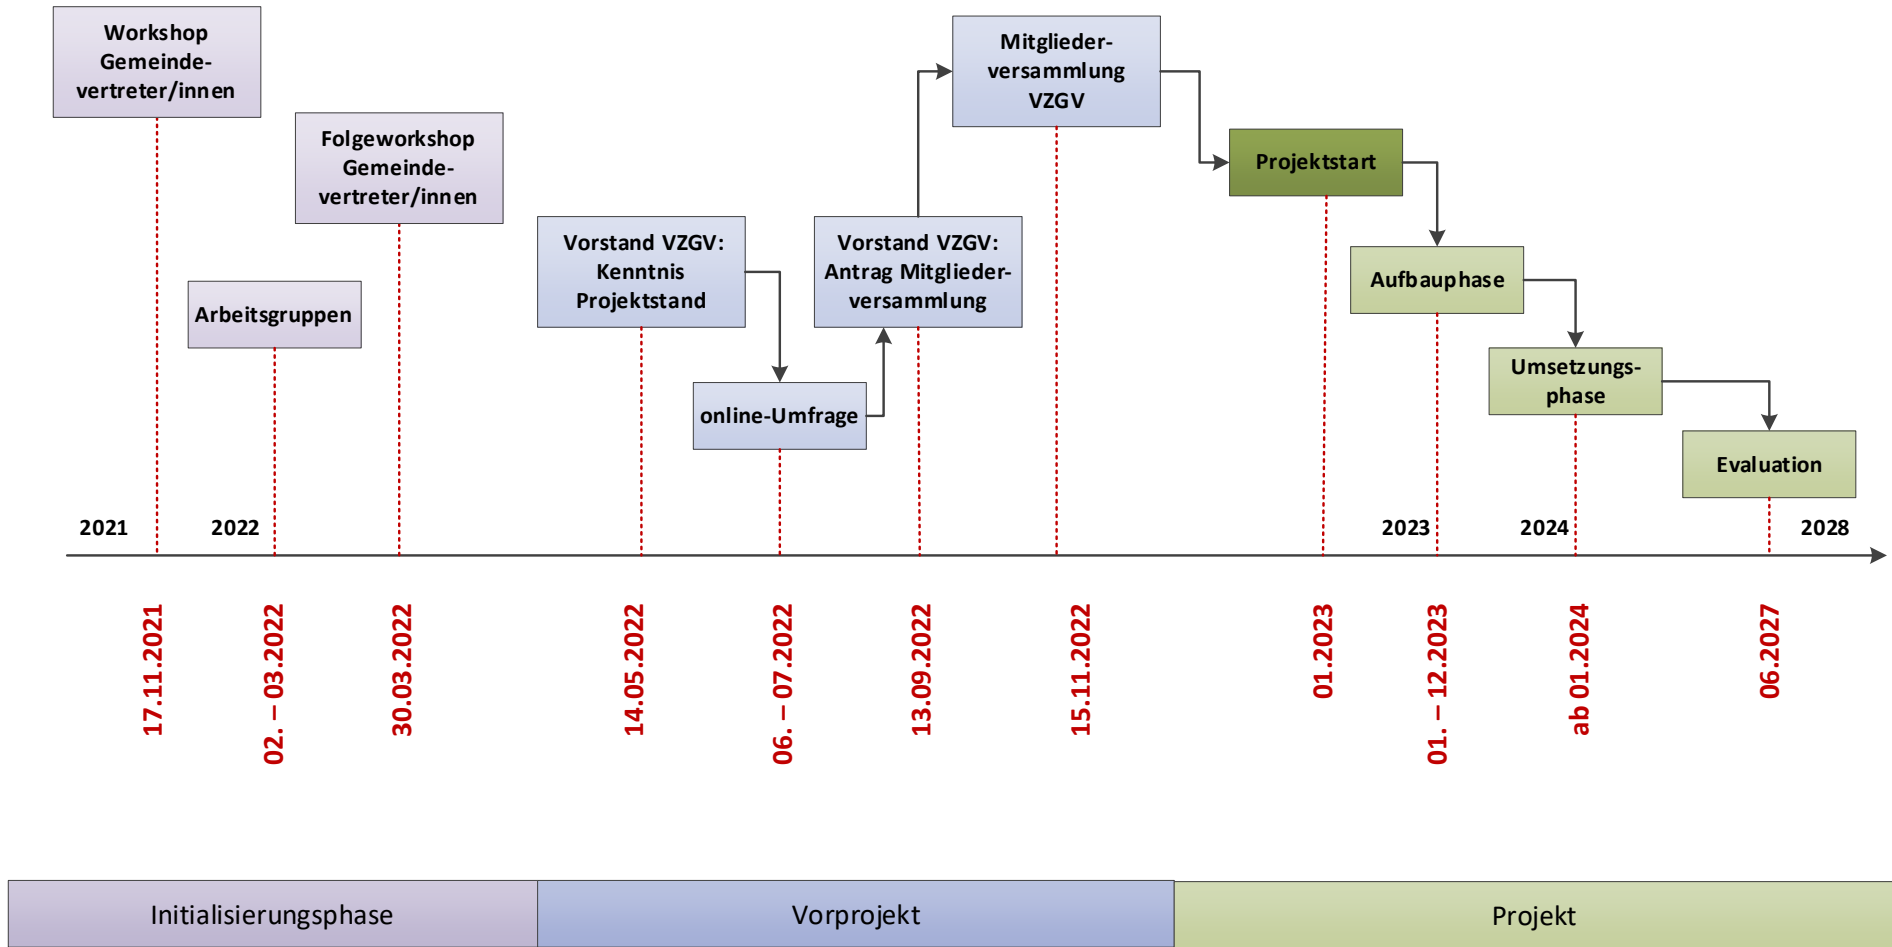 Workshop
Gemeinde-
vertreter/innen
Arbeitsgruppen
Folgeworkshop
Gemeinde-
vertreter/innen
Vorstand VZGV:
Kenntnis
Projektstand
online-Umfrage
Vorstand VZGV:
Antrag Mitglieder-
versammlung
Mitglieder-
versammlung
VZGV
Projektstart
Aufbauphase
Umsetzungs-
phase
Evaluation
2021
2022
2023
2024
2028
17.11.2021
02. – 03.2022
30.03.2022
14.05.2022
06. – 07.2022
13.09.2022
15.11.2022
01.2023
01. – 12.2023
ab 01.2024
06.2027
Initialisierungsphase
Vorprojekt
Projekt